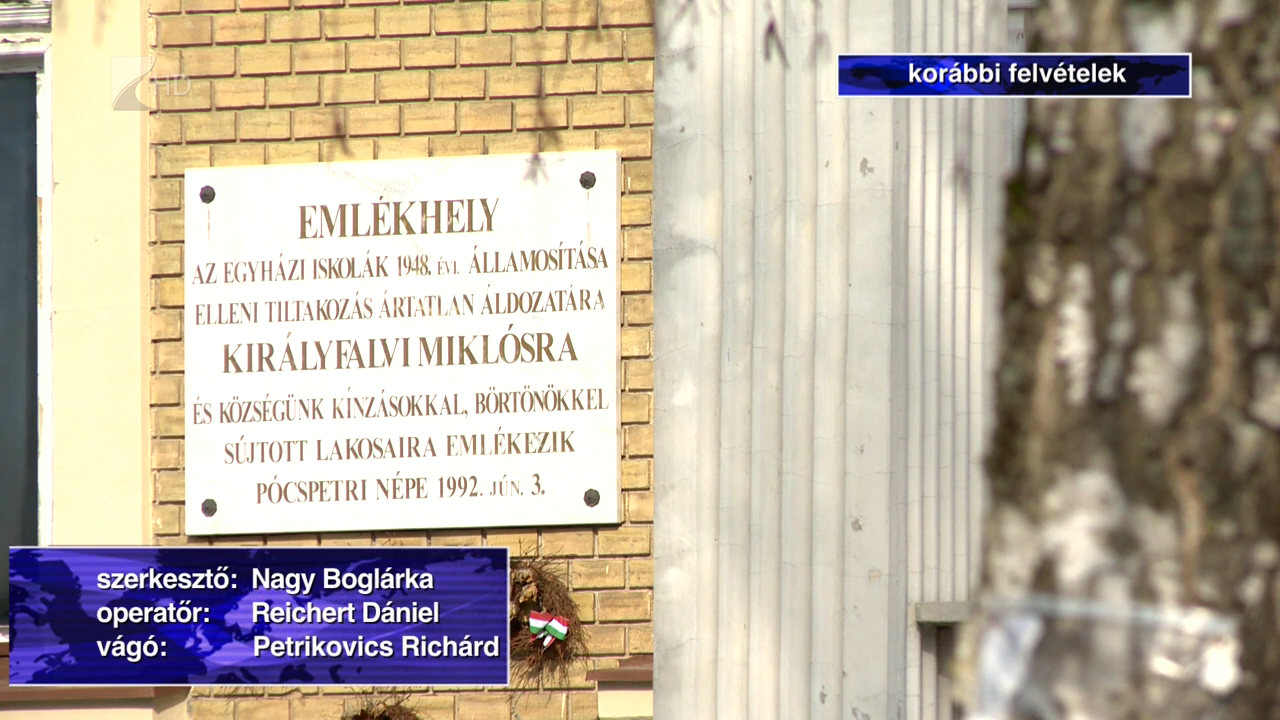 HD
korábbi felvételek
EMLÉKHELY
AZ EGYHÁZI ISKOLÁK 1948. ÉVI. ÁLLAMOSÍTÁSA
ELLENI TILTAKOZÁS ÁRTATLAN ÁLDOZATÁRA
KIRÁLYFALVI MIKLÓSRA
ÉS KÖZSÉGÜNK KÍNZÁSOKKAL, BÖRTÖNÖKKEL
SÚJTOTT LAKOSAIRA EMLÉKEZIK
PÓCSPETRI NÉPE 1992. JÚN. 3.
szerkesztő: Nagy Boglárka
operatőr: Reichert Dániel
vágó: Petrikovics Richárd